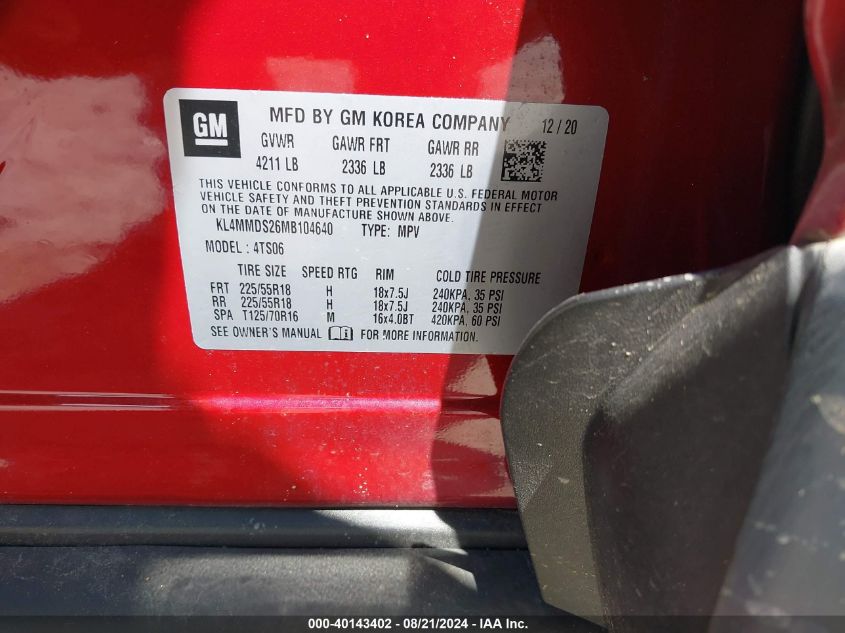 GM
MFD BY GM KOREA COMPANY 12/20
GVWR GAWR FRT GAWR RR
4211 LB 2336 LB 2336 LB
THIS VEHICLE CONFORMS TO ALL APPLICABLE U.S. FEDERAL MOTOR
VEHICLE SAFETY AND THEFT PREVENTION STANDARDS IN EFFECT
ON THE DATE OF MANUFACTURE SHOWN ABOVE.
KL4MMDS26MB104640 TYPE: MPV
MODEL: 4TS06
TIRE SIZE SPEED RTG RIM COLD TIRE PRESSURE
FRT 225/55R18 H 18x7.5J 240KPA, 35 PSI
RR 225/55R18 H 18x7.5J 240KPA, 35 PSI
SPA T125/70R16 M 16x4.0BT 420KPA, 60 PSI
SEE OWNER'S MANUAL FOR MORE INFORMATION.
000-40143402 - 08/21/2024 - IAA Inc.